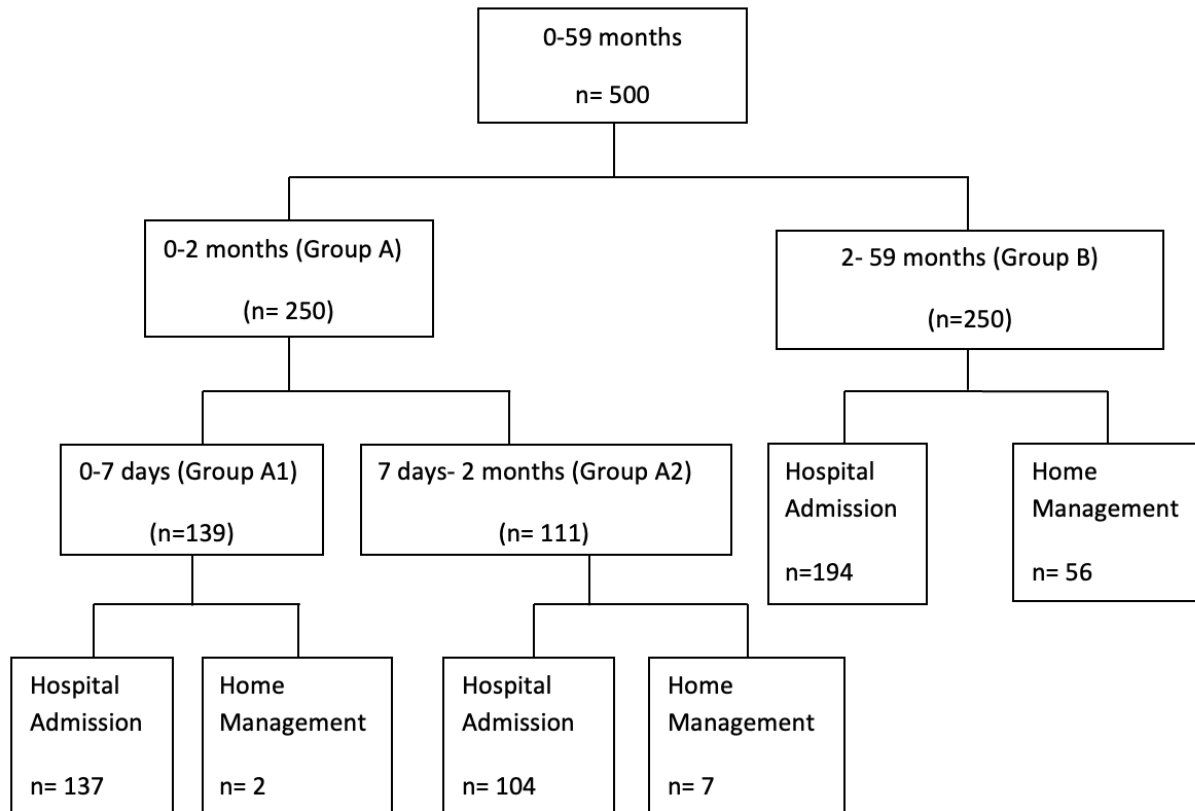 0-59 months
n= 500
0-2 months (Group A)
(n= 250)
2- 59 months (Group B)
(n=250)
0-7 days (Group A1)
(n=139)
7 days- 2 months (Group A2)
(n= 111)
Hospital
Admission
n=194
Home
Management
n= 56
Hospital
Admission
n= 137
Home
Management
n= 2
Hospital
Admission
n= 104
Home
Management
n= 7